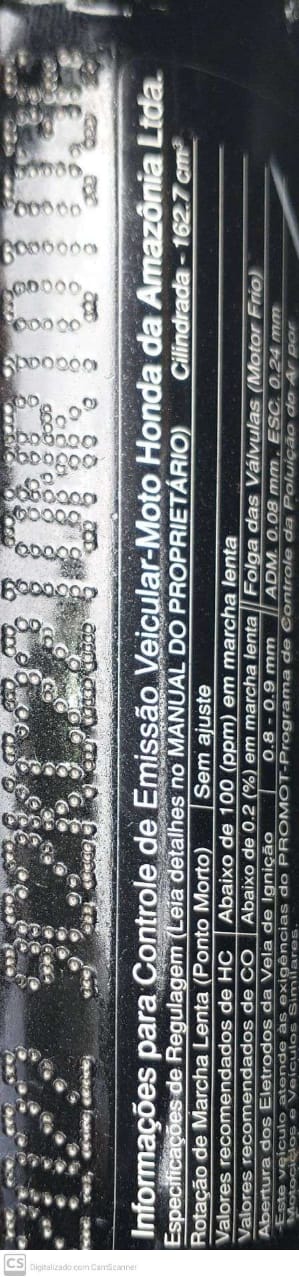 Informações para Controle de Emissão Veicular-Moto Honda da Amazônia Ltda.
Especificações de Regulagem (Leia detalhes no MANUAL DO PROPRIETÁRIO) Cilindrada - 162.7 cm³
Rotação de Marcha Lenta (Ponto Morto) Sem ajuste
Valores recomendados de HC Abaixo de 100 (ppm) em marcha lenta
Valores recomendados de CO Abaixo de 0.2 (%) em marcha lenta Folga das Válvulas (Motor Frio)
Abertura dos Eletrodos da Vela de Ignição 0.8 - 0.9 mm ADM. 0.08 mm ESC. 0.24 mm
Este veículo atende às exigências do PROMOT-Programa de Controle da Poluição do Ar por
Motociclos e Veículos Similares.
CS Digitalizado com CamScanner